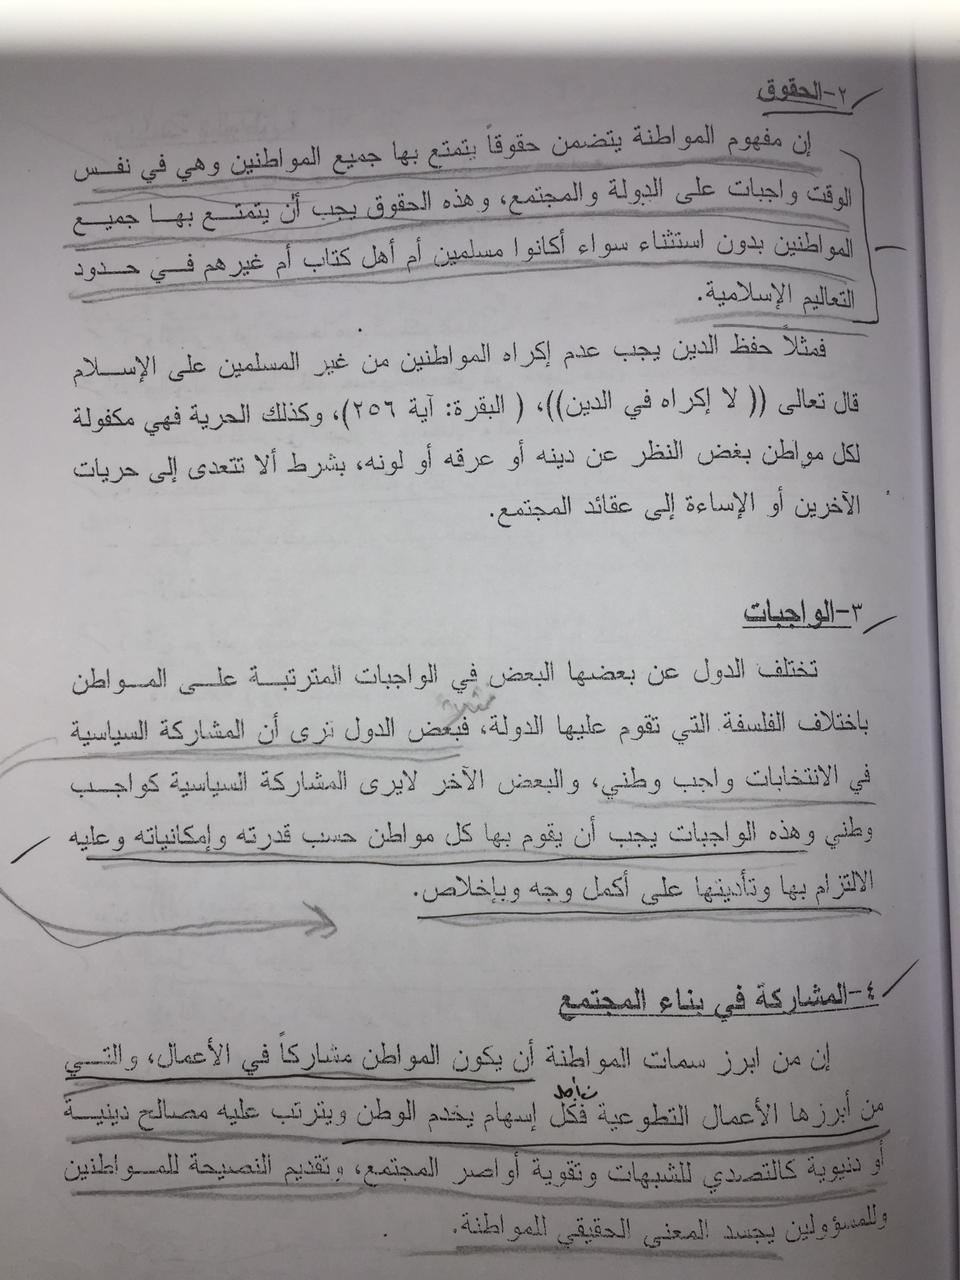 ٢-الحقوق
إن مفهوم المواطنة يتضمن حقوقاً يتمتع بها جميع المواطنين وهي في نفس
الوقت واجبات على الدولة والمجتمع، وهذه الحقوق يجب أن يتمتع بها جميع
المواطنين بدون استثناء سواء أكانوا مسلمين أم أهل كتاب أم غيرهم في حدود
التعاليم الإسلامية.
فمثلاً حفظ الدين يجب عدم إكراه المواطنين من غير المسلمين على الإسلام
قال تعالى (( لا إكراه في الدين))، ( البقرة: آية ٢٥٦)، وكذلك الحرية فهي مكفولة
لكل مواطن بغض النظر عن دينه أو عرقه أو لونه، بشرط ألا تتعدى إلى حريات
الآخرين أو الإساءة إلى عقائد المجتمع.
٣-الواجبات
تختلف الدول عن بعضها البعض في الواجبات المترتبة على المواطن
مثلاً
باختلاف الفلسفة التي تقوم عليها الدولة، فبعض الدول ترى أن المشاركة السياسية
في الانتخابات واجب وطني، والبعض الآخر لايرى المشاركة السياسية كواجب
وطني وهذه الواجبات يجب أن يقوم بها كل مواطن حسب قدرته وإمكانياته وعليه
الالتزام بها وتأديتها على أكمل وجه وبإخلاص.
٤-المشاركة في بناء المجتمع
إن من ابرز سمات المواطنة أن يكون المواطن مشاركاً في الأعمال، والتي
من أبرزها الأعمال التطوعية فكل إسهام يخدم الوطن ويترتب عليه مصالح دينية
أو دنيوية كالتصدي للشبهات وتقوية أواصر المجتمع، وتقديم النصيحة للمواطنين
وللمسؤولين يجسد المعنى الحقيقي للمواطنة.